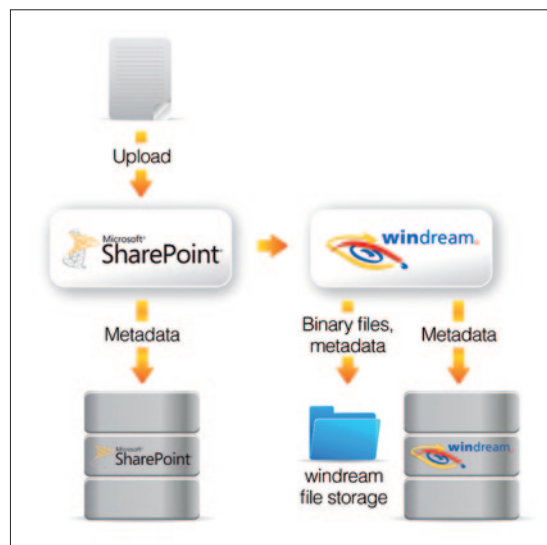 Upload
Microsoft®
SharePoint
windream
Metadata
Binary files,
metadata
Metadata
Microsoft®
SharePoint
windream
windream
file storage